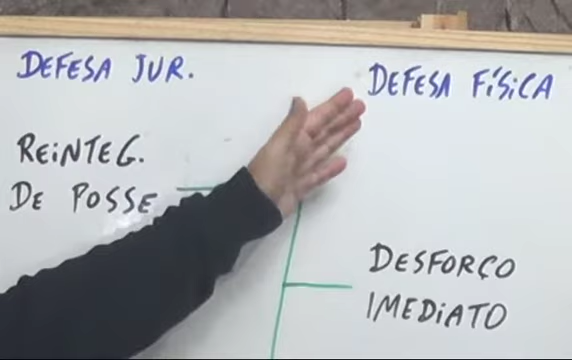 DEFESA JUR.
REINTEG.
DE POSSE
DEFESA FÍSICA
DESFORÇO
IMEDIATO